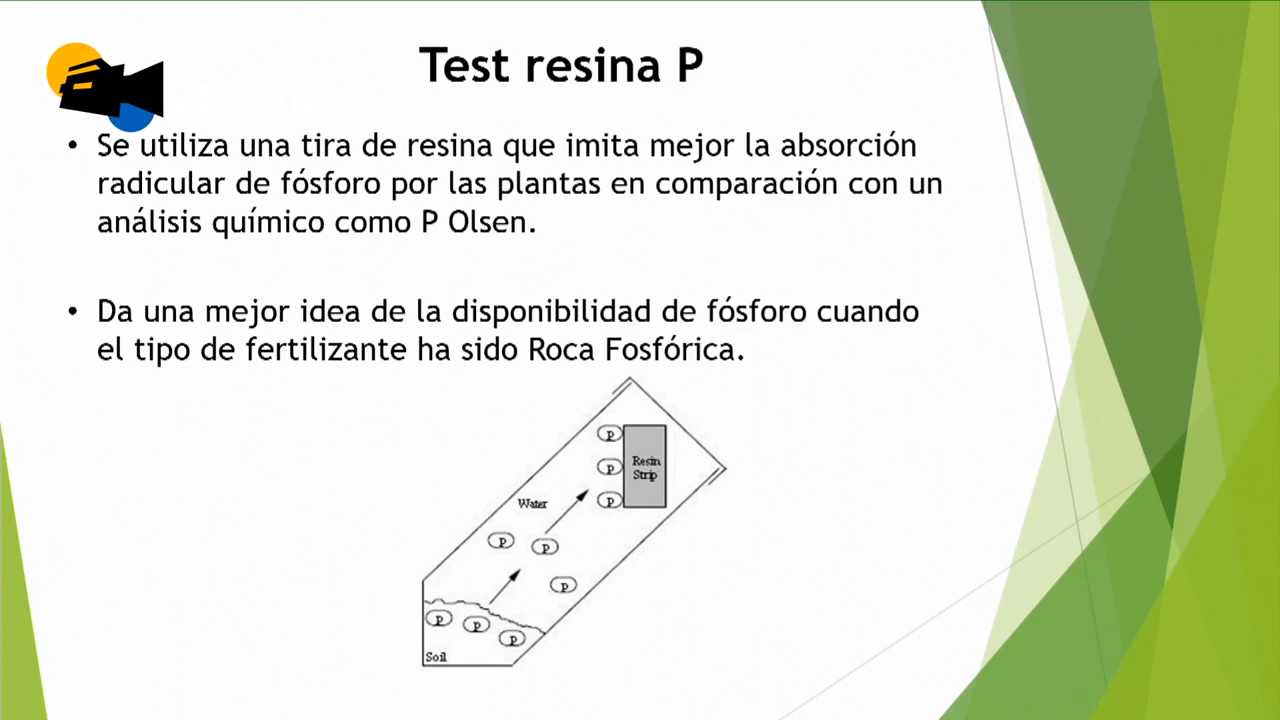 Test resina P
VISION
• Se utiliza una tira de resina que imita mejor la absorción
radicular de fósforo por las plantas en comparación con un
análisis químico como P Olsen.
• Da una mejor idea de la disponibilidad de fósforo cuando
el tipo de fertilizante ha sido Roca Fosfórica.
P
P
P
Resin
Strip
Water
P
P
P
P
P
P
Soil